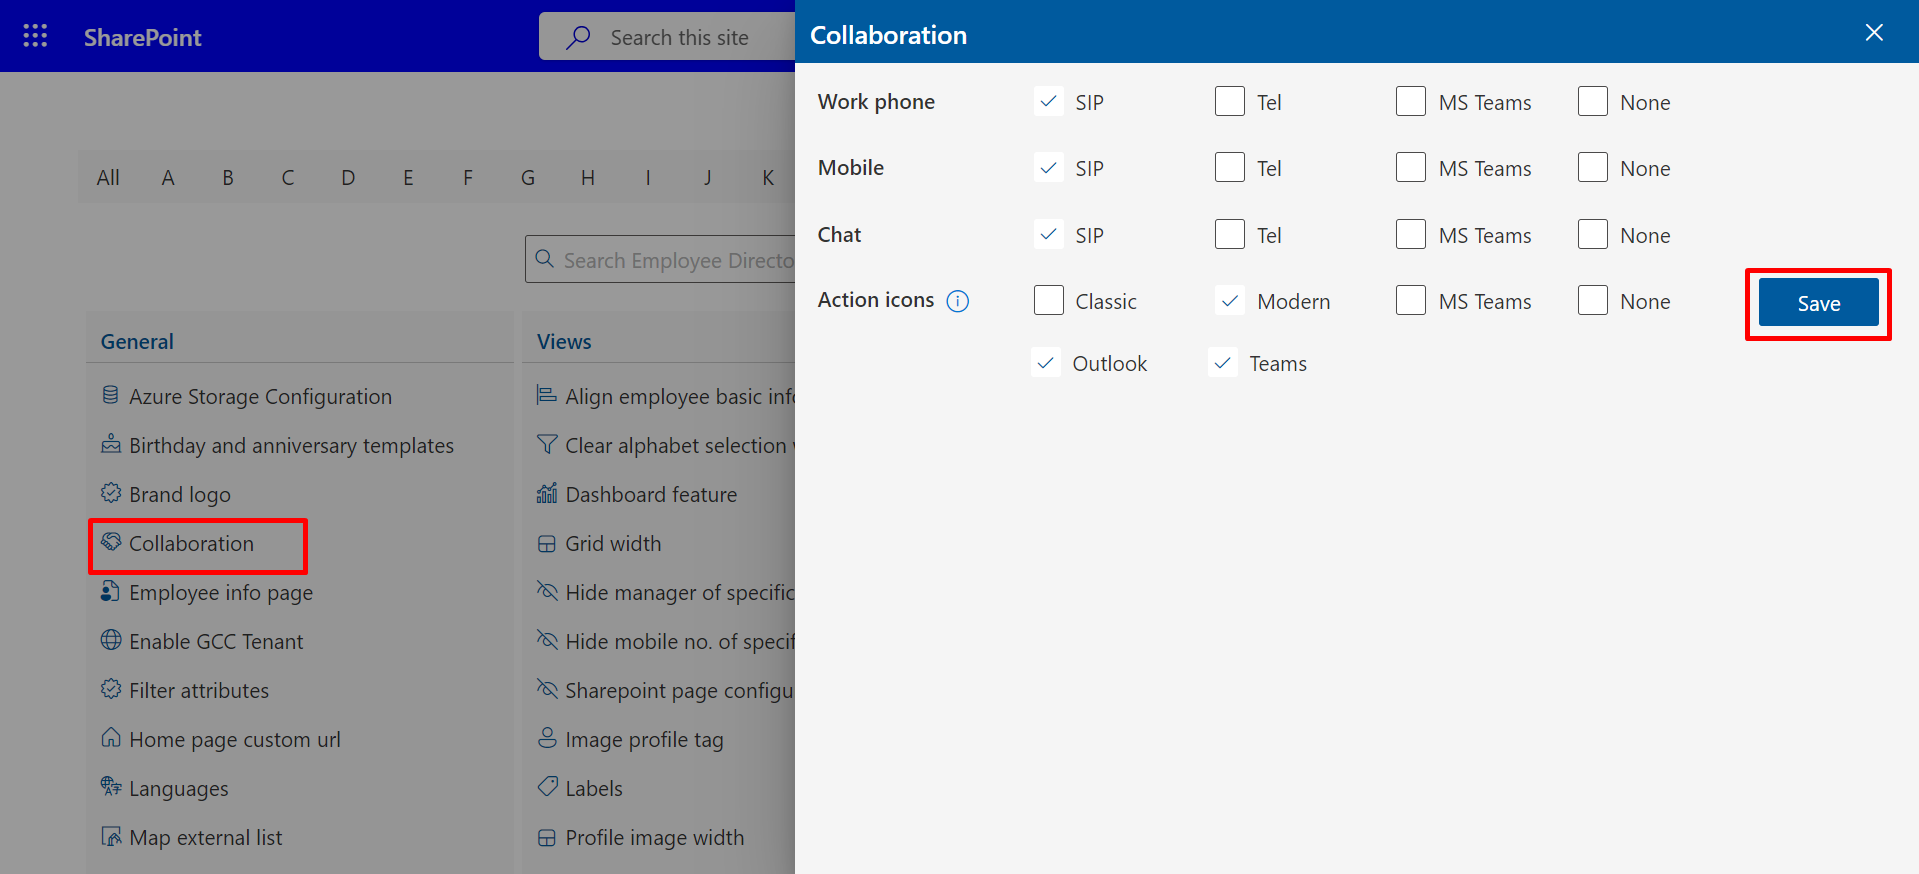 SharePoint
Search this site
All A B C D E F G H I J K
Search Employee Directo
General
Azure Storage Configuration
Birthday and anniversary templates
Brand logo
Collaboration
Employee info page
Enable GCC Tenant
Filter attributes
Home page custom url
Languages
Map external list
Views
Align employee basic info
Clear alphabet selection
Dashboard feature
Grid width
Hide manager of specific
Hide mobile no. of specif
Sharepoint page configu
Image profile tag
Labels
Profile image width
Collaboration
Work phone SIP Tel MS Teams None
Mobile SIP Tel MS Teams None
Chat SIP Tel MS Teams None
Action icons Classic Modern MS Teams None
Save
Outlook Teams